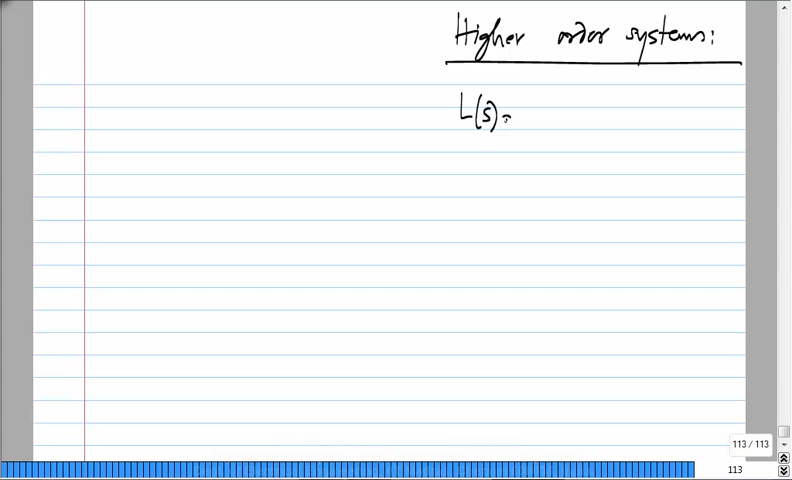 Higher order systems:
L(s)=
113 / 113
113